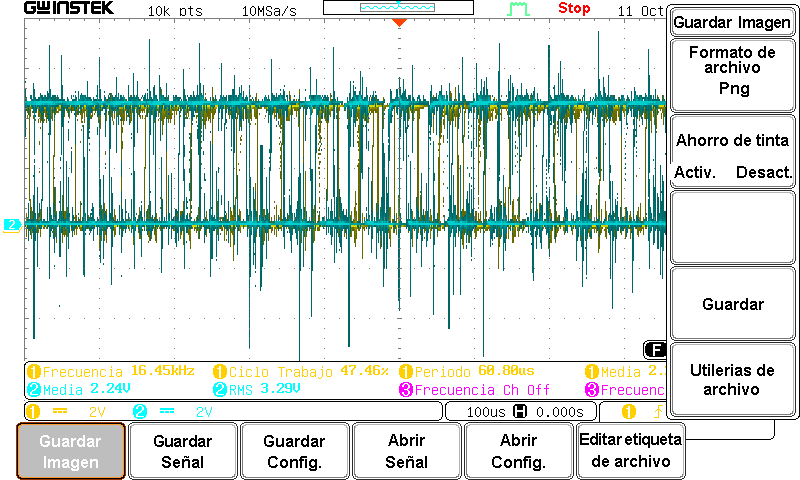 GWINSTEK 10k pts 10MSa/s Stop 11 Oct
Guardar Imagen
Formato de
archivo
Png
Ahorro de tinta
Activ. Desact.
Guardar
Utilerias de
archivo
2
F
1 Frecuencia 16.45kHz 1 Ciclo Trabajo 47.46% 1 Periodo 60.80us 1 Media 2.
2 Media 2.24V 2 RMS 3.29V 3 Frecuencia Ch Off 3 Frecuenc
1 2V 2 2V 100us H 0.000s 1
Guardar
Imagen
Guardar
Señal
Guardar
Config.
Abrir
Señal
Abrir
Config.
Editar etiqueta
de archivo